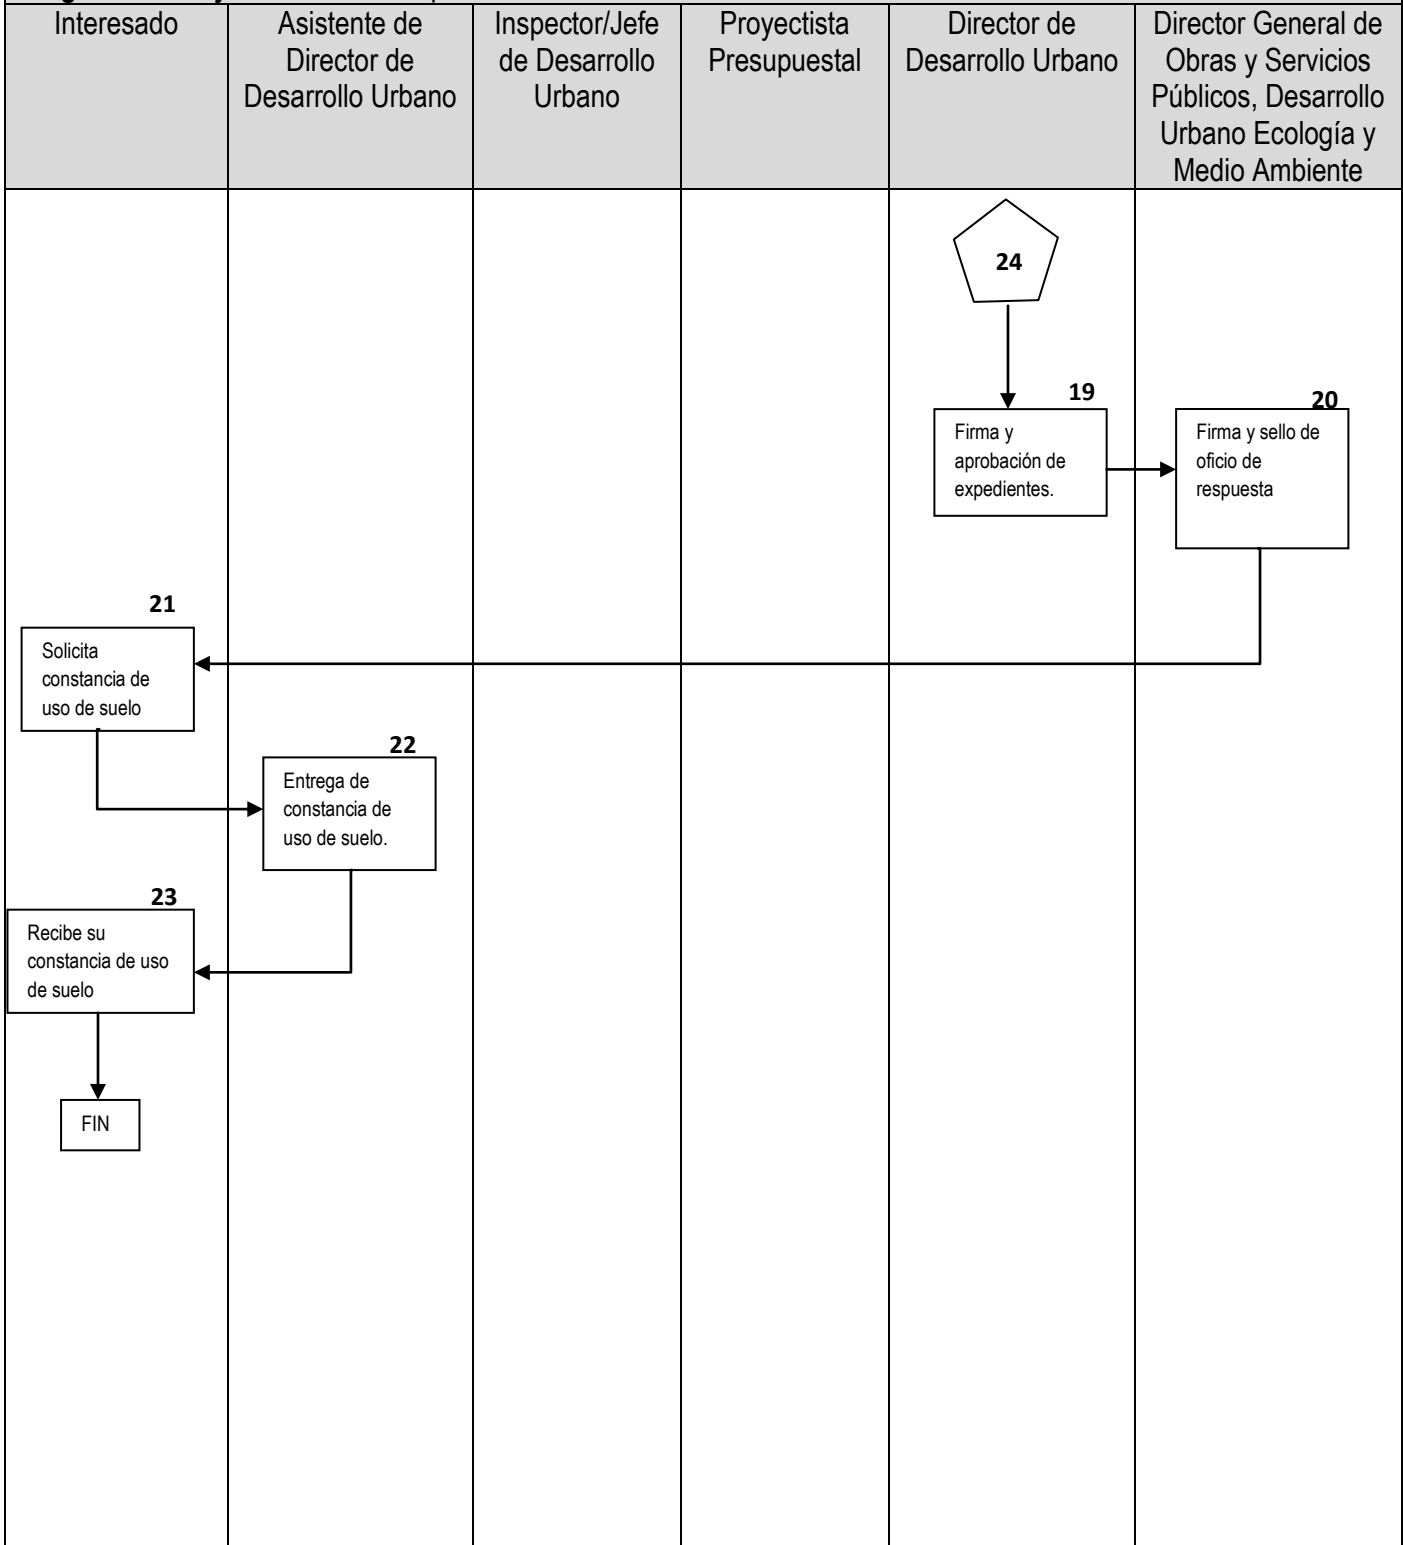 Interesado
Asistente de
Director de
Desarrollo Urbano
Inspector/Jefe
de Desarrollo
Urbano
Proyectista
Presupuestal
Director de
Desarrollo Urbano
Director General de
Obras y Servicios
Públicos, Desarrollo
Urbano Ecología y
Medio Ambiente
24
19
Firma y
aprobación de
expedientes.
20
Firma y sello de
oficio de
respuesta
21
Solicita
constancia de
uso de suelo
22
Entrega de
constancia de
uso de suelo.
23
Recibe su
constancia de uso
de suelo
FIN